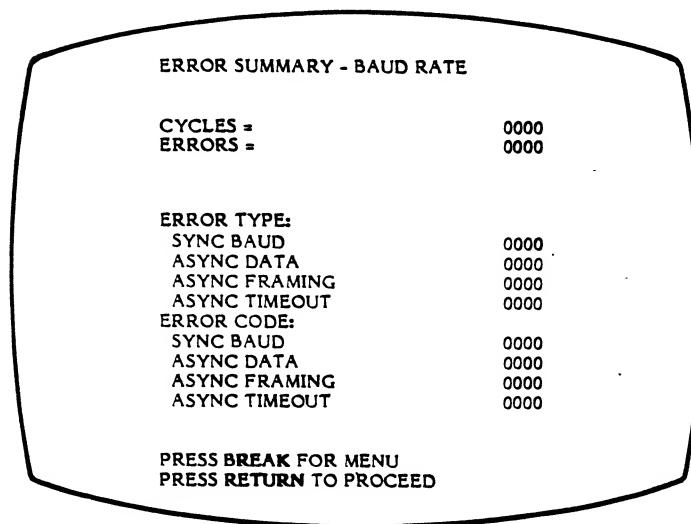 ERROR SUMMARY - BAUD RATE
CYCLES = 0000
ERRORS = 0000
ERROR TYPE:
SYNC BAUD 0000
ASYNC DATA 0000
ASYNC FRAMING 0000
ASYNC TIMEOUT 0000
ERROR CODE:
SYNC BAUD 0000
ASYNC DATA 0000
ASYNC FRAMING 0000
ASYNC TIMEOUT 0000
PRESS BREAK FOR MENU
PRESS RETURN TO PROCEED